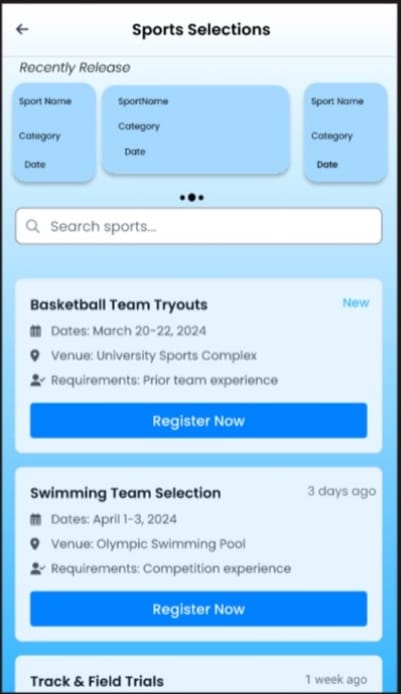 Sports Selections
Recently Release
Sport Name
Category
Date
SportName
Category
Date
Sport Name
Category
Date
Search sports...
Basketball Team Tryouts
New
Dates: March 20-22, 2024
Venue: University Sports Complex
Requirements: Prior team experience
Register Now
Swimming Team Selection
3 days ago
Dates: April 1-3, 2024
Venue: Olympic Swimming Pool
Requirements: Competition experience
Register Now
Track & Field Trials
1 week ago